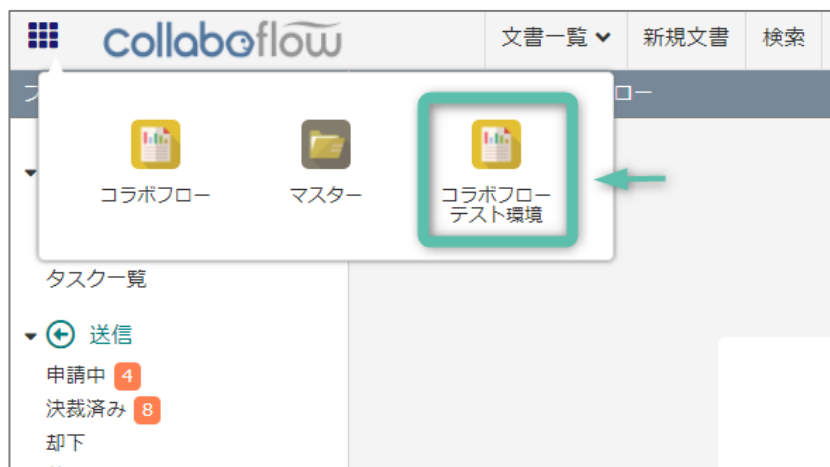 Collaboflow
文書一覧 新規文書 検索
ロー
コラボフロー
マスター
コラボフロー
テスト環境
タスク一覧
送信
申請中 4
決裁済み 8
却下